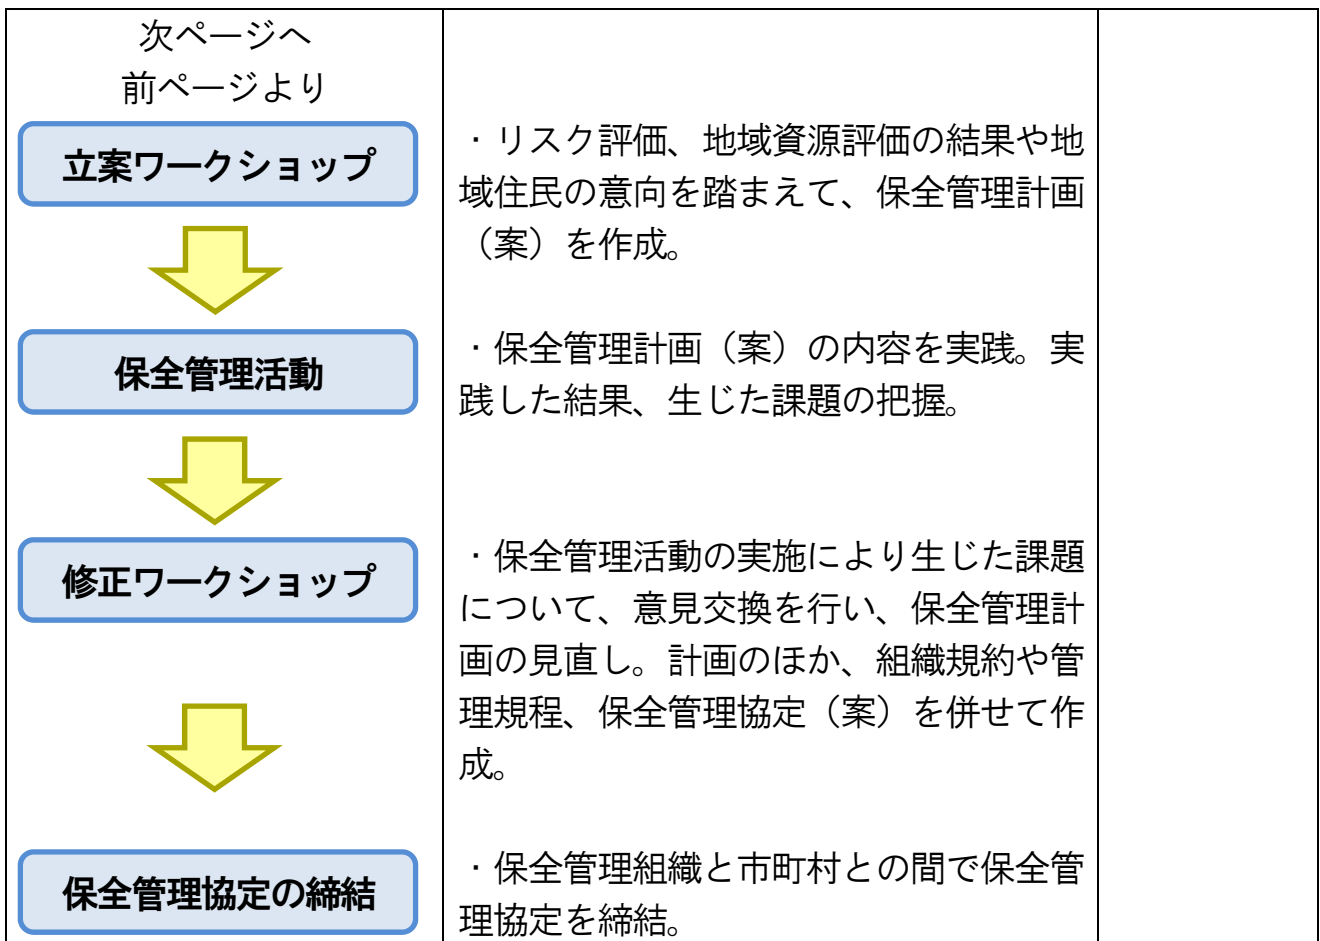 次ページへ
前ページより
立案ワークショップ
・リスク評価、地域資源評価の結果や地
域住民の意向を踏まえて、保全管理計画
（案）を作成。
保全管理活動
・保全管理計画（案）の内容を実践。実
践した結果、生じた課題の把握。
修正ワークショップ
・保全管理活動の実施により生じた課題
について、意見交換を行い、保全管理計
画の見直し。計画のほか、組織規約や管
理規程、保全管理協定（案）を併せて作
成。
保全管理協定の締結
・保全管理組織と市町村との間で保全管
理協定を締結。